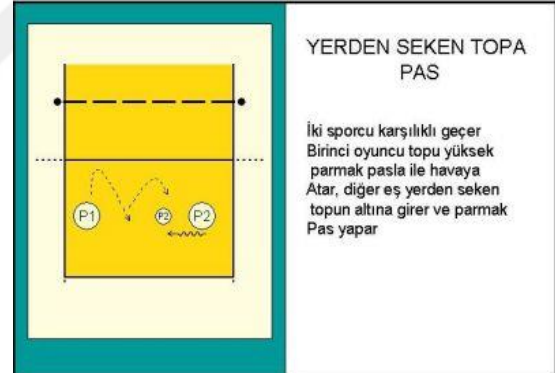 YERDEN SEKEN TOPA
PAS
İki sporcu karşılıklı geçer
Birinci oyuncu topu yüksek
parmak pasla ile havaya
Atar, diğer eş yerden seken
topun altına girer ve parmak
Pas yapar
P1
P2
P2